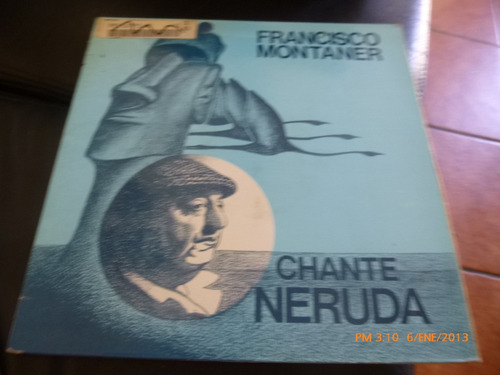 FRANCISCO
MONTANER
CHANTE
NERUDA
PM 3:10 6/ENE/2013